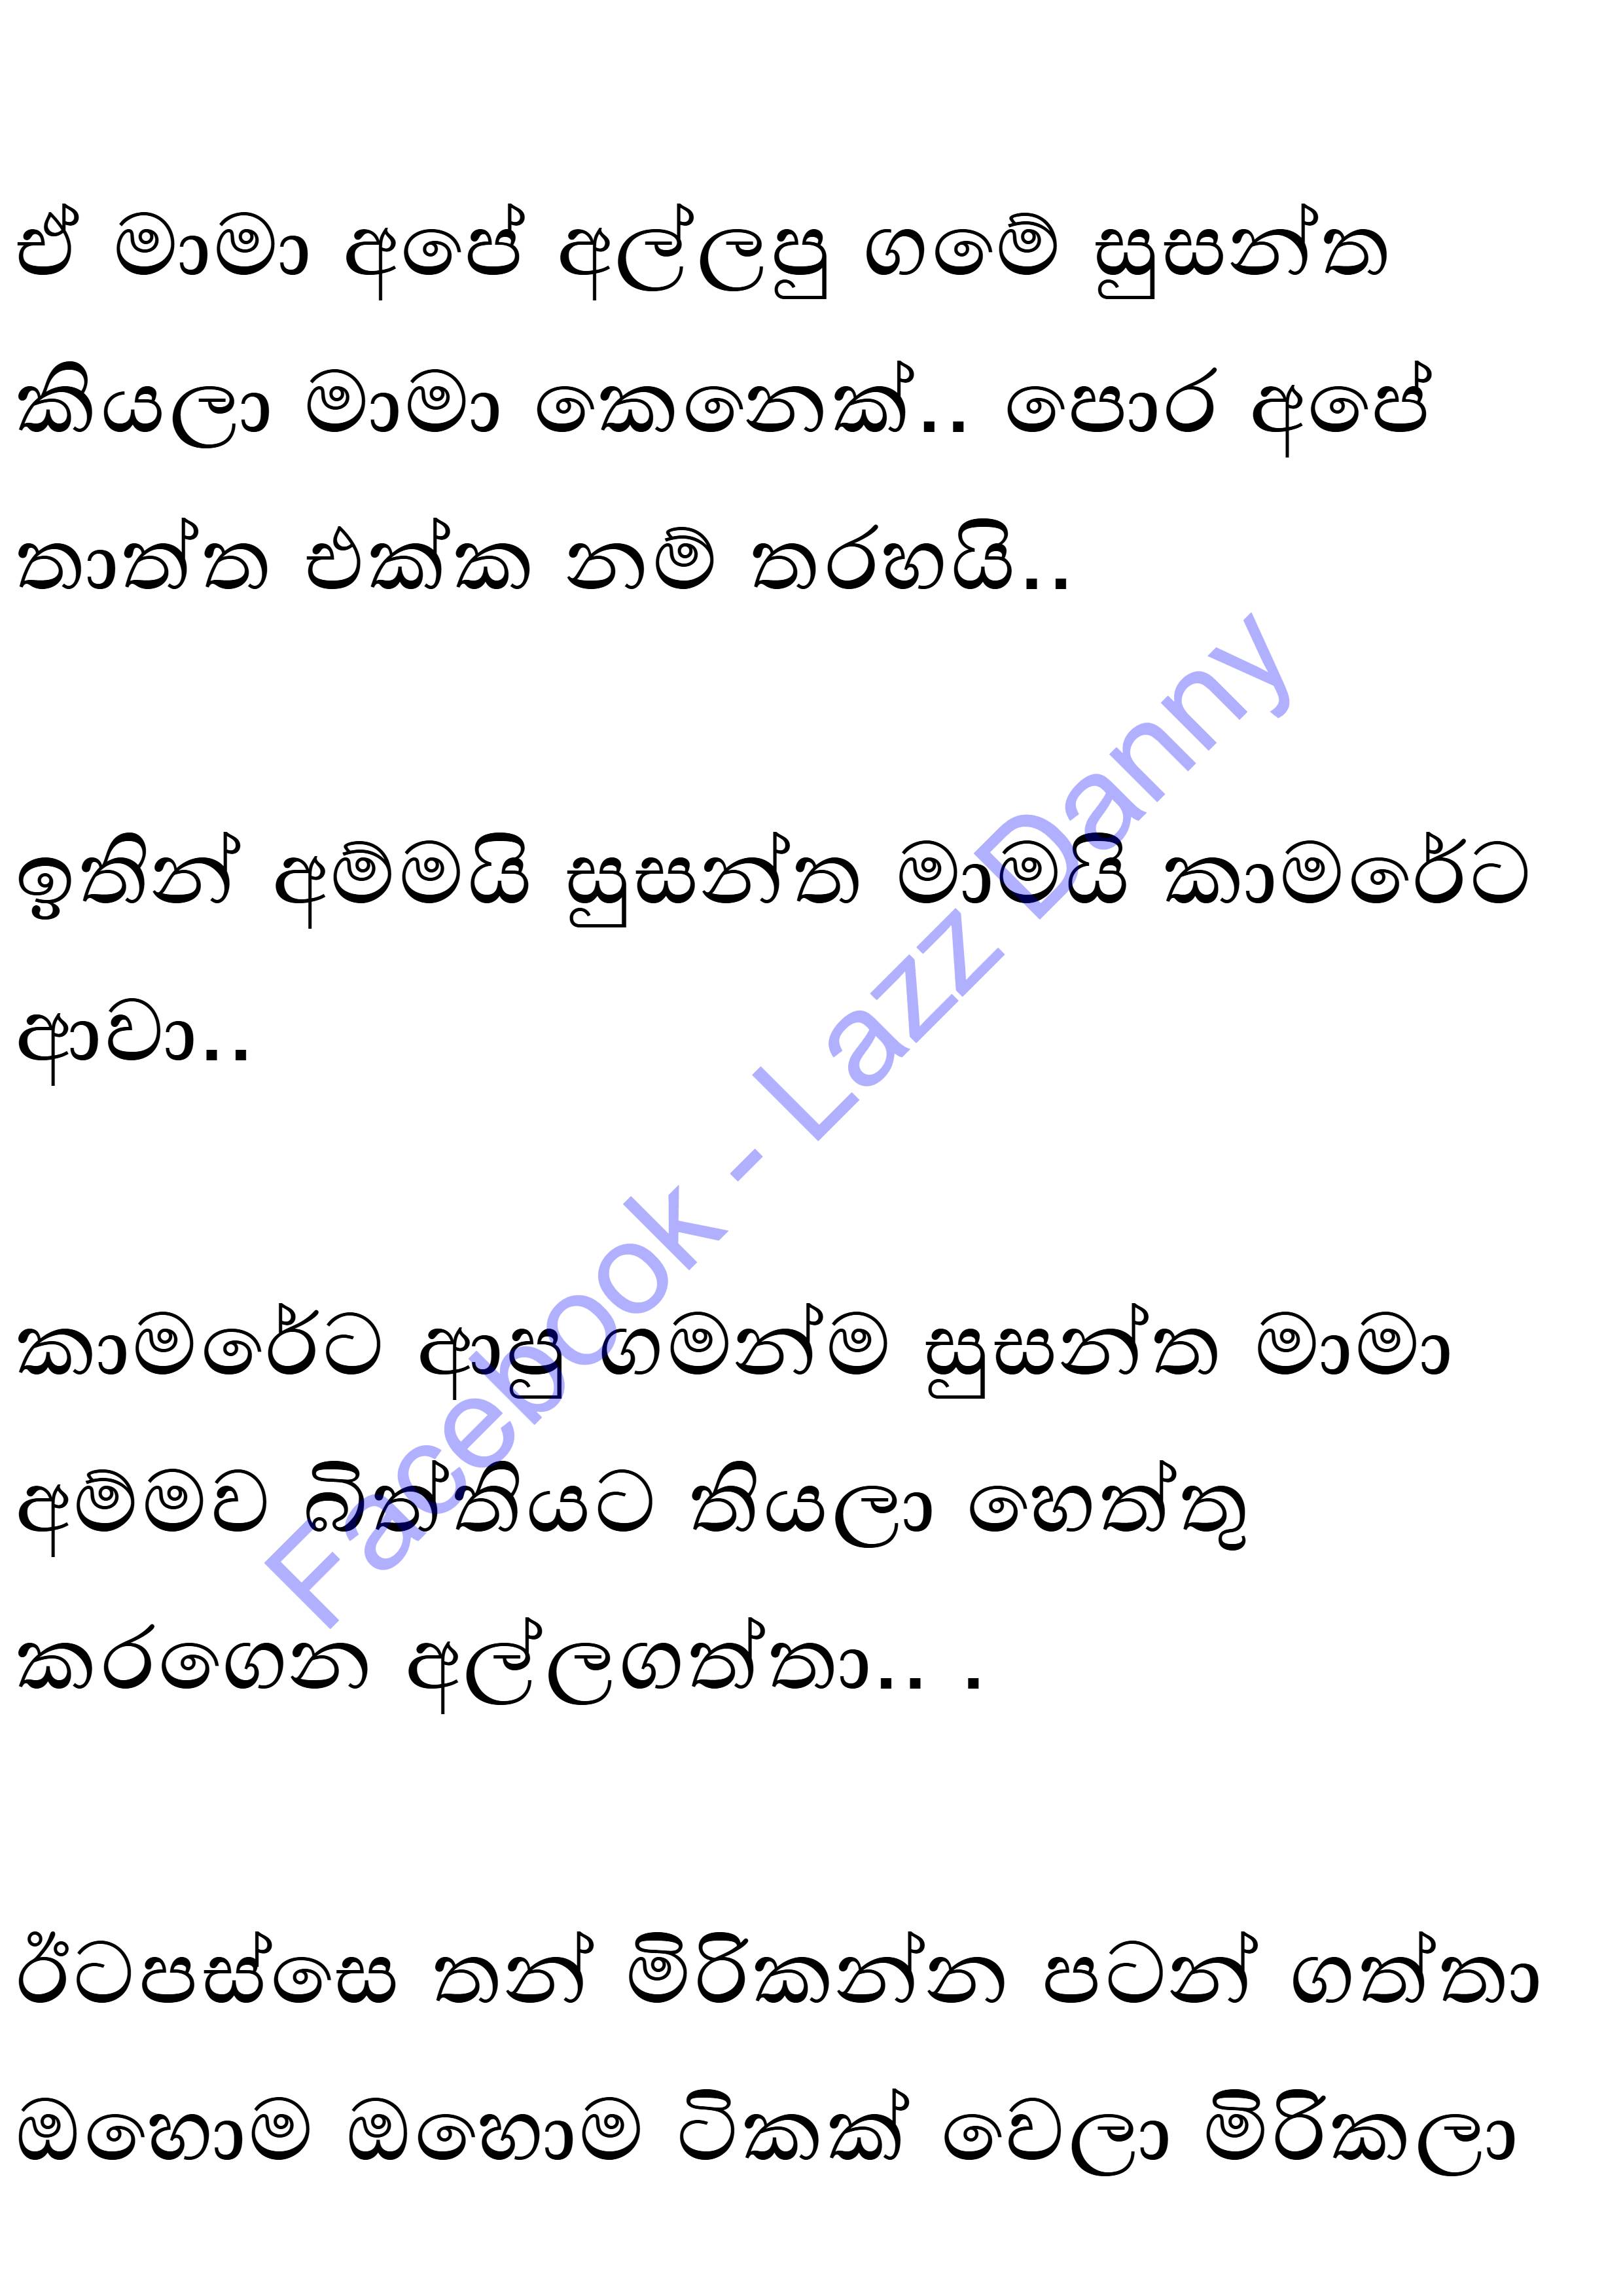 ඒ මාමා අපේ අල්ලපු ගමේ සුසන්ත
කියලා මාමා කෙනෙක්.. පොර අපේ
තාත්ත එක්ක නම් තරහයි..
ඉතින් අම්මයි සුසන්ත මාමයි කාමරේට
ආවා..
කාමරේට ආපු ගමන්ම සුසන්ත මාමා
අම්මව බිත්තියට තියලා හෙත්තු
කරගෙන අල්ලගත්තා.. .
ඊටපස්සෙ තන් මිරිකන්න පටන් ගත්තා
ඔහොම ඔහොම ටිකක් වෙලා මිරිකලා
Facebook - Lazz Danny